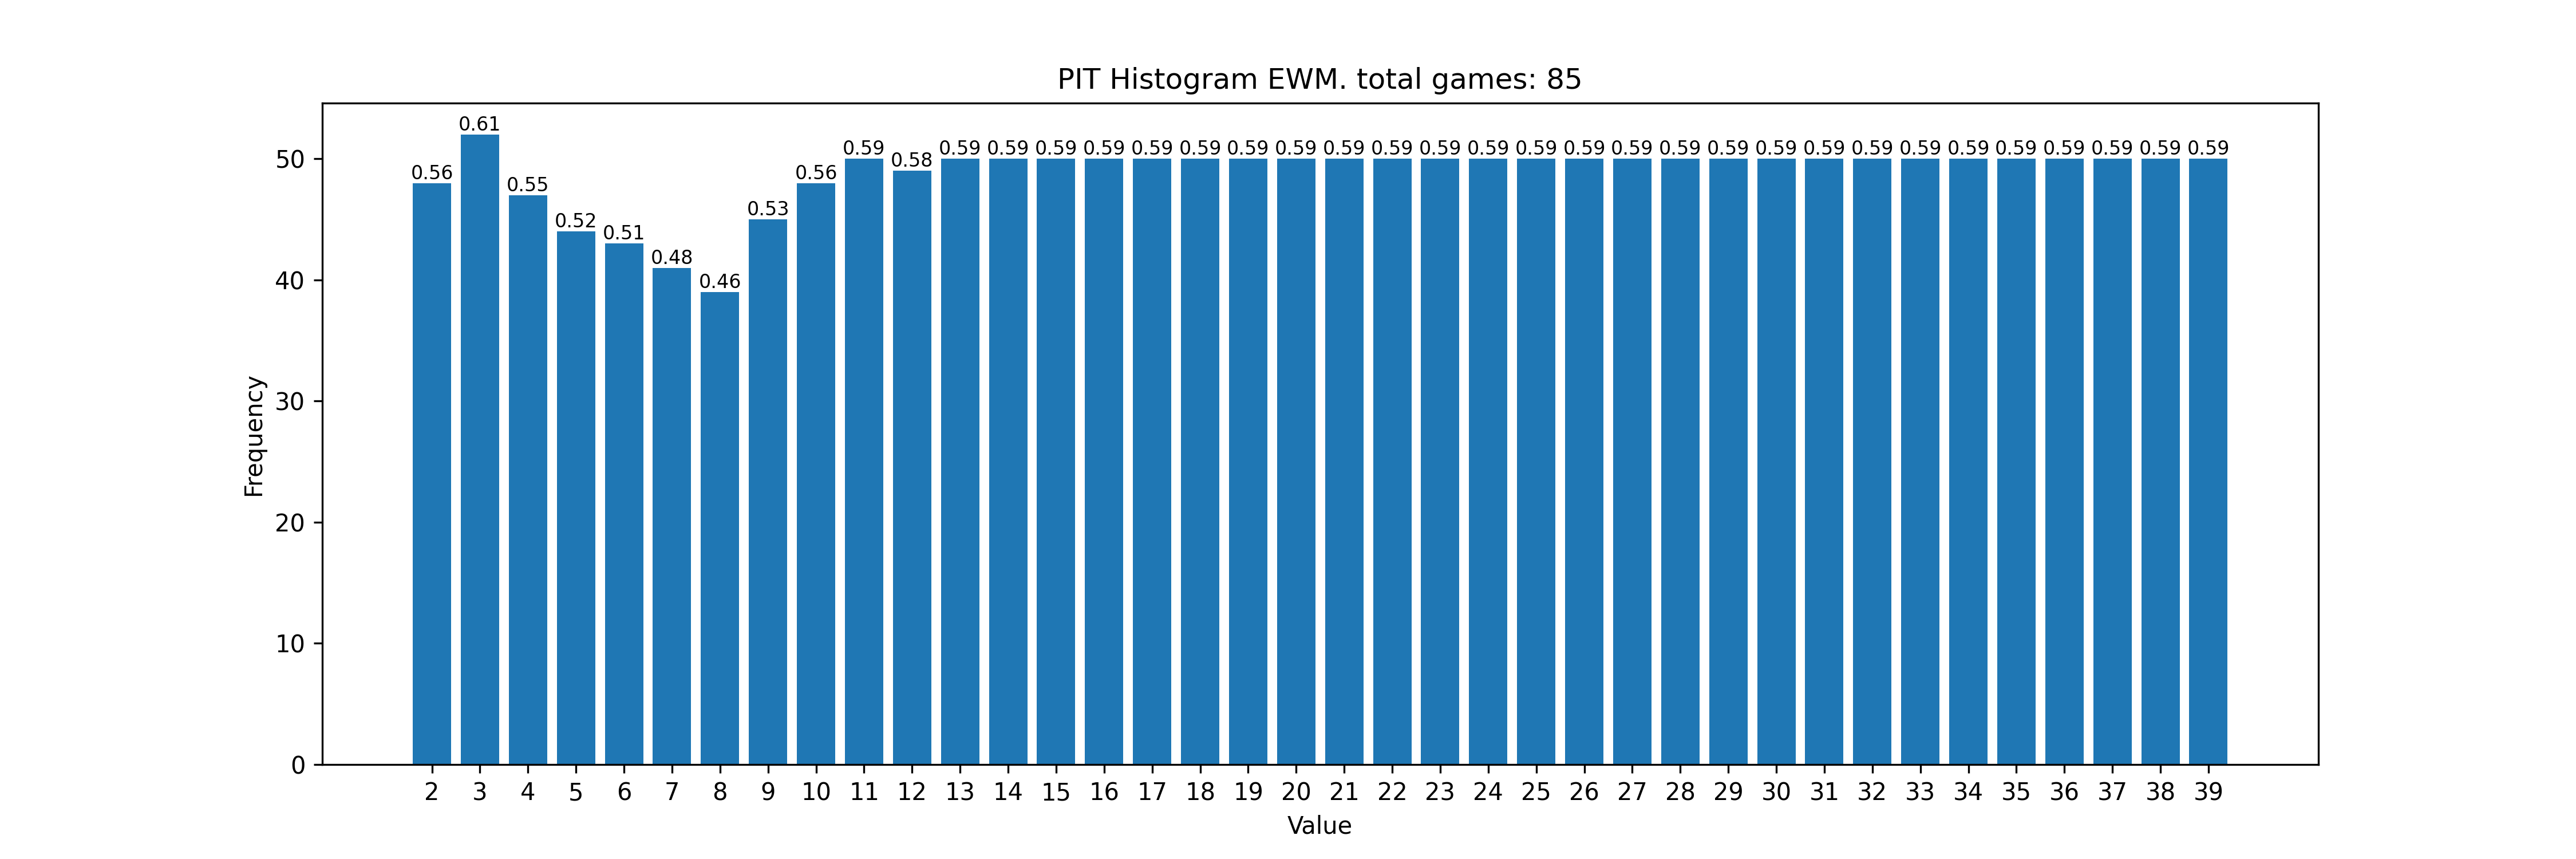 PIT Histogram EWM. total games: 85
0.56 0.61 0.55 0.52 0.51 0.48 0.46 0.53 0.56 0.59 0.58 0.59 0.59 0.59 0.59 0.59 0.59 0.59 0.59 0.59 0.59 0.59 0.59 0.59 0.59 0.59 0.59 0.59 0.59 0.59 0.59 0.59 0.59 0.59 0.59 0.59 0.59 0.59
50
40
30
20
10
0
Frequency
2 3 4 5 6 7 8 9 10 11 12 13 14 15 16 17 18 19 20 21 22 23 24 25 26 27 28 29 30 31 32 33 34 35 36 37 38 39
Value